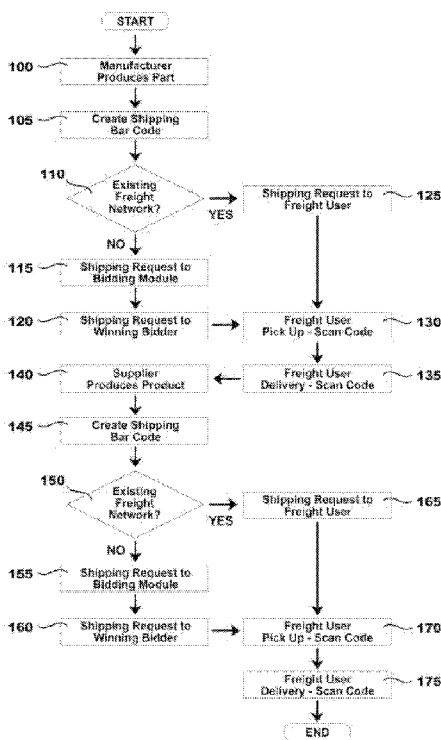 START
100
Manufacturer
Produces Part
105
Create Shipping
Bar Code
110
Existing
Freight
Network?
YES
Shipping Request to
Freight User
125
NO
115
Shipping Request to
Bidding Module
120
Shipping Request to
Winning Bidder
Freight User
Pick Up - Scan Code
130
140
Supplier
Produces Product
Freight User
Delivery - Scan Code
135
145
Create Shipping
Bar Code
150
Existing
Freight
Network?
YES
Shipping Request to
Freight User
165
NO
155
Shipping Request to
Bidding Module
160
Shipping Request to
Winning Bidder
Freight User
Pick Up - Scan Code
170
Freight User
Delivery - Scan Code
175
END